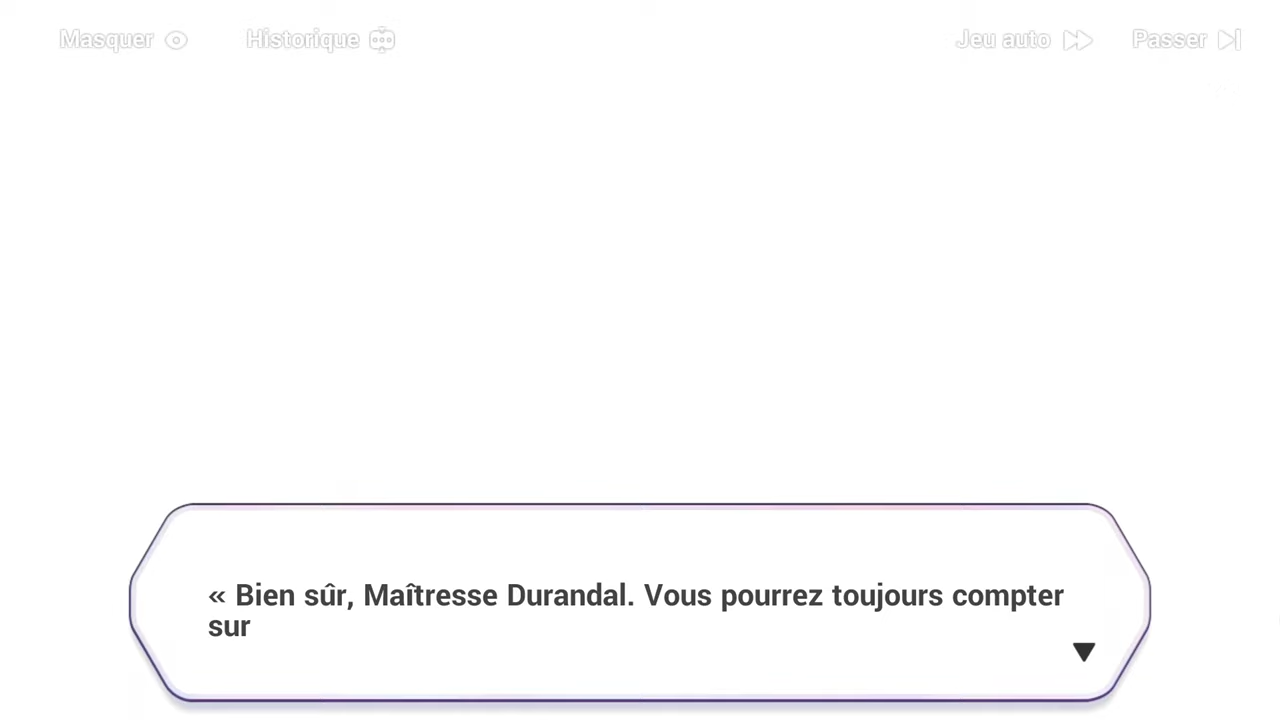 Masquer
Historique
Jeu auto
Passer
« Bien sûr, Maîtresse Durandal. Vous pourrez toujours compter
sur